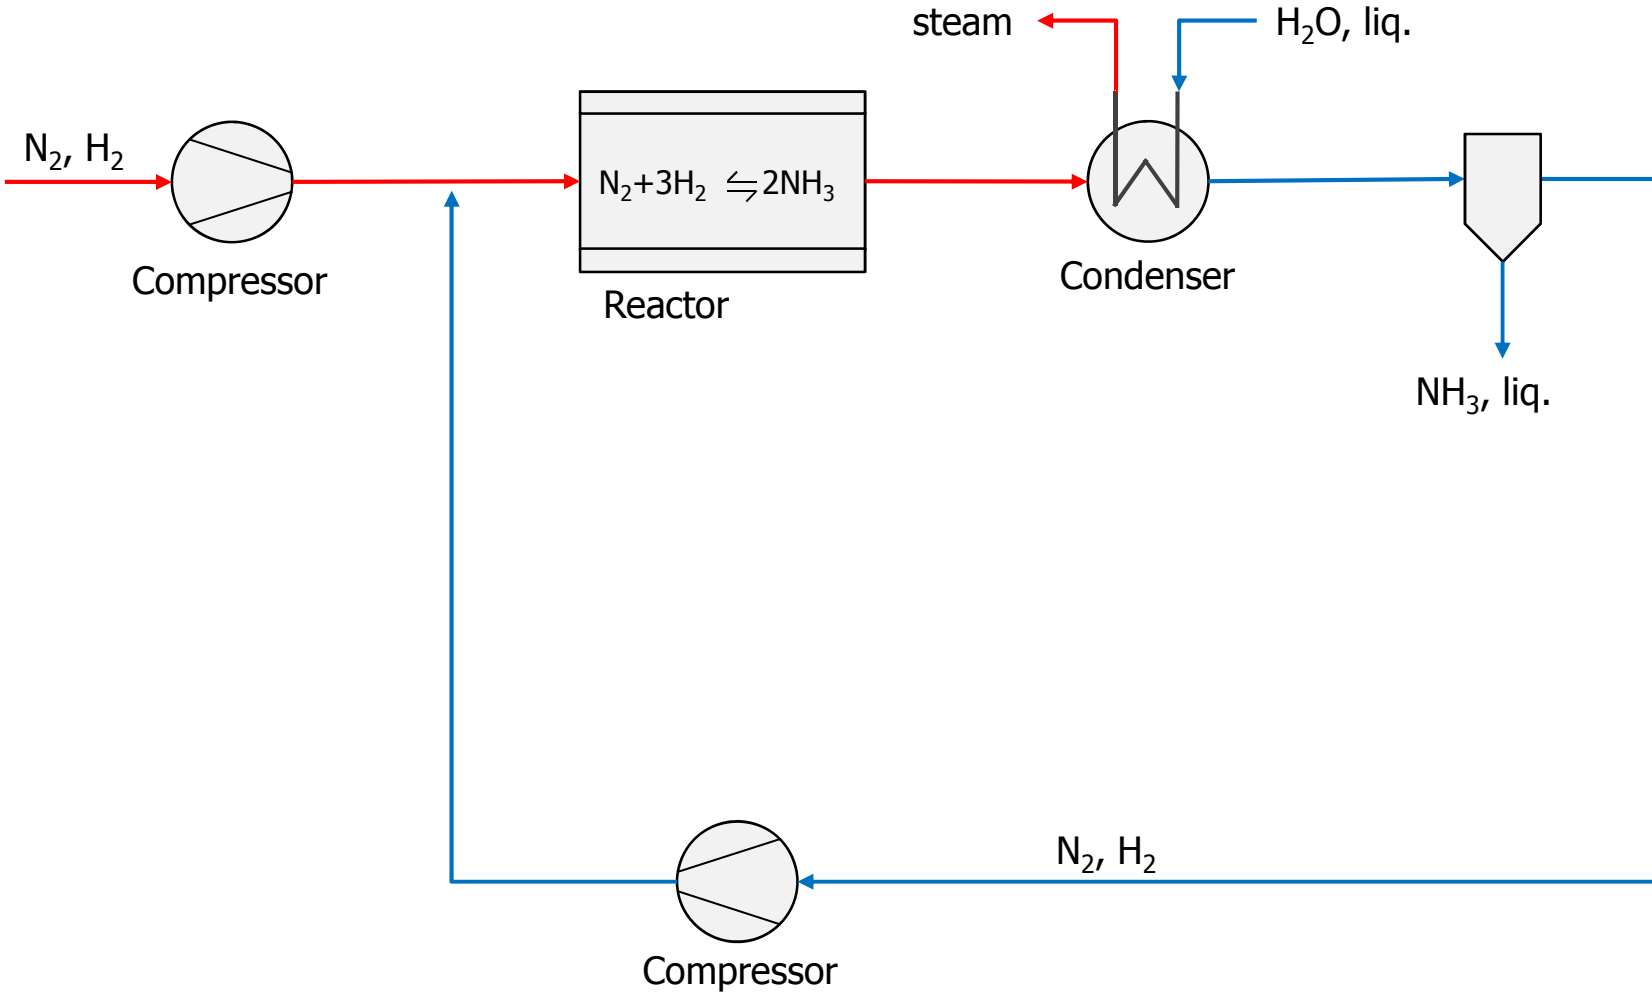 steam
H₂O, liq.
N₂, H₂
N₂+3H₂ ⇋ 2NH₃
Compressor
Reactor
Condenser
NH₃, liq.
N₂, H₂
Compressor